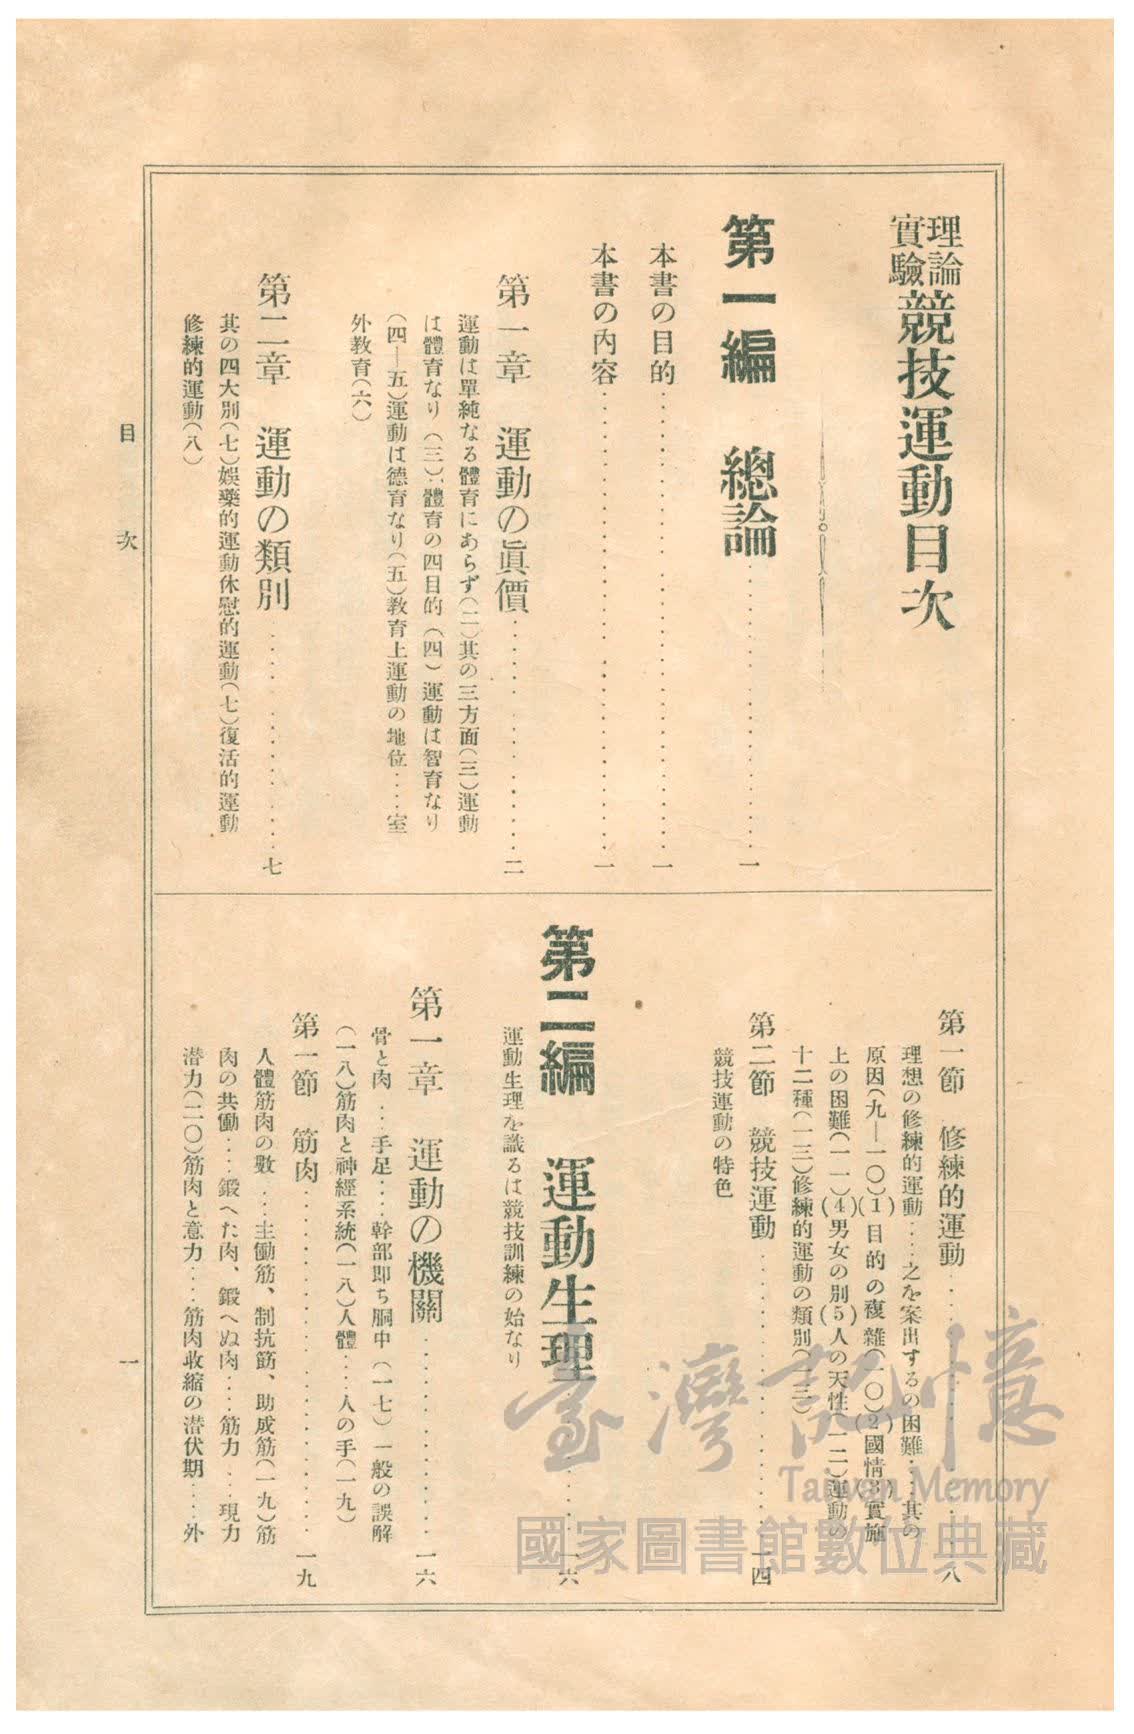 理論
實驗
競技運動目次
第一編　總論……一
本書の目的……一
本書の内容……一
第一章　運動の眞價……二
運動は單純なる體育にあらず(二)其の三方面(三)運動
は體育なり(三)體育の四目的(四)運動は智育なり
(四―五)運動は德育なり(五)教育上運動の地位……室
外教育(六)
第二章　運動の類別……七
其の四大別(七)娯樂的運動休慰的運動(七)復活的運動
修練的運動(八)
第一節　修練的運動……八
理想の修練的運動……之を案出するの困難……其の
原因(九―一〇)(1)目的の複雜(一〇)(2)國情(3)實施
上の困難(一一)(4)男女の別(5)人の天性(一二)運動の
十二種(一三)修練的運動の類別(一三)
第二節　競技運動……一四
競技運動の特色
第二編　運動生理……一六
運動生理を識るは競技訓練の始なり
第一章　運動の機關……一六
骨と肉……手足……幹部即ち胴中(一七)一般の誤解
(一八)筋肉と神經系統(一八)人體……人の手(一九)
第一節　筋肉……一九
人體筋肉の數……主働筋、制抗筋、助成筋(一九)筋
肉の共働……鍛へた肉、鍛へぬ肉……筋力……現力
潜力(二〇)筋肉と意力……筋肉收縮の潜伏期……外
目次
一
臺灣記憶
Taiwan Memory
國家圖書館數位典藏